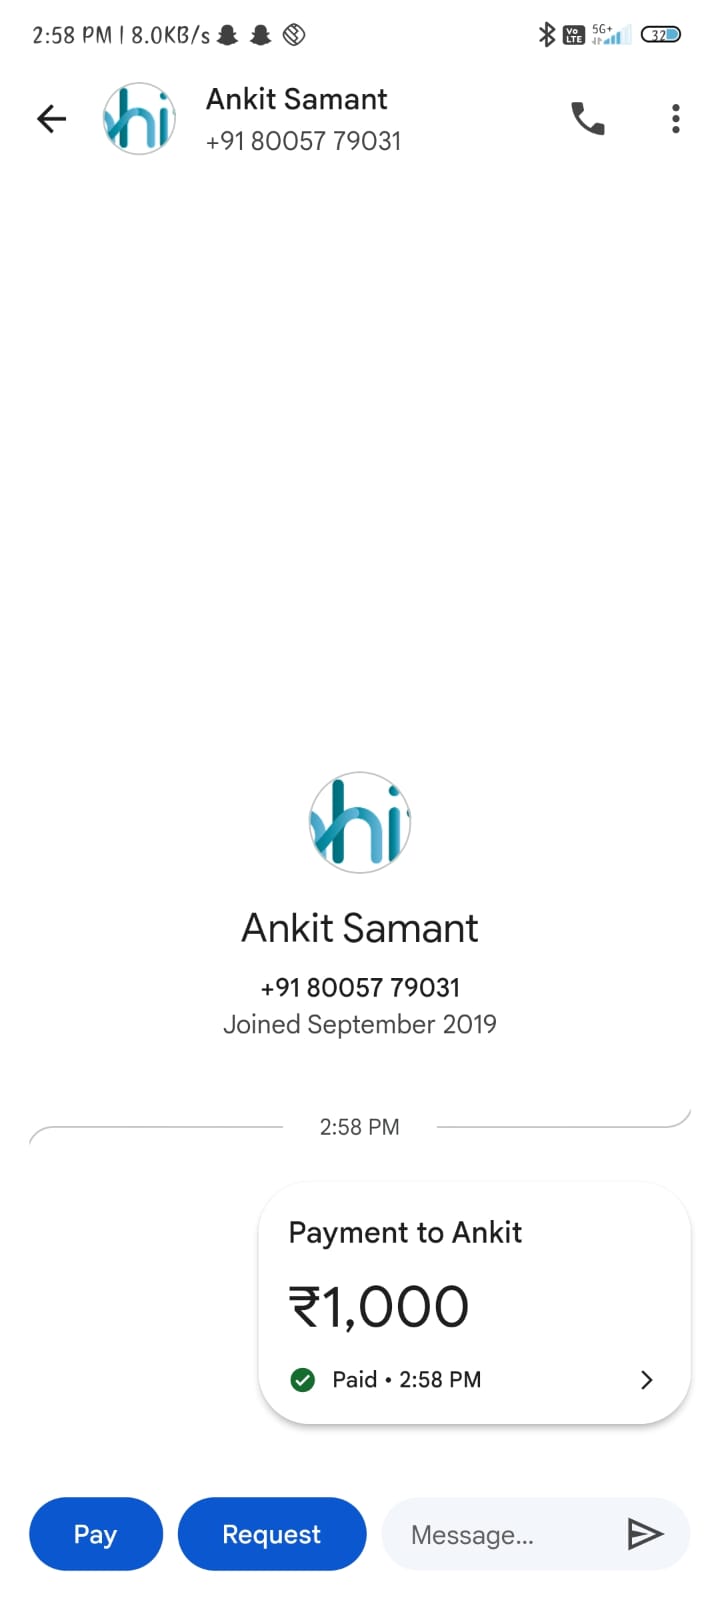 2:58 PM | 8.0KB/s
Vo LTE 5G+ 32
Ankit Samant
+91 80057 79031
hi
hi
Ankit Samant
+91 80057 79031
Joined September 2019
2:58 PM
Payment to Ankit
₹1,000
Paid • 2:58 PM
Pay
Request
Message...